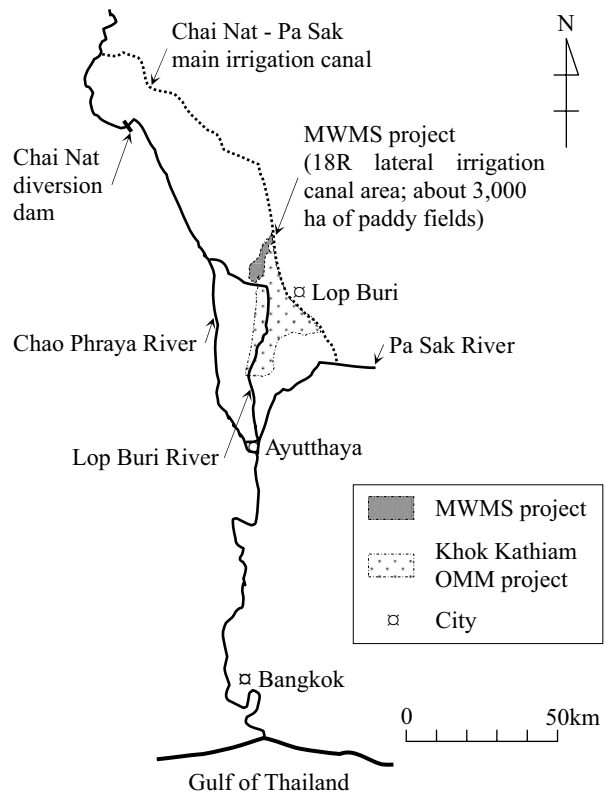 Chai Nat - Pa Sak
main irrigation canal
N
MWMS project
(18R lateral irrigation
canal area; about 3,000
ha of paddy fields)
Chai Nat
diversion
dam
Lop Buri
Chao Phraya River
Pa Sak River
Lop Buri River
Ayutthaya
MWMS project
Khok Kathiam
OMM project
City
Bangkok
0 50km
Gulf of Thailand